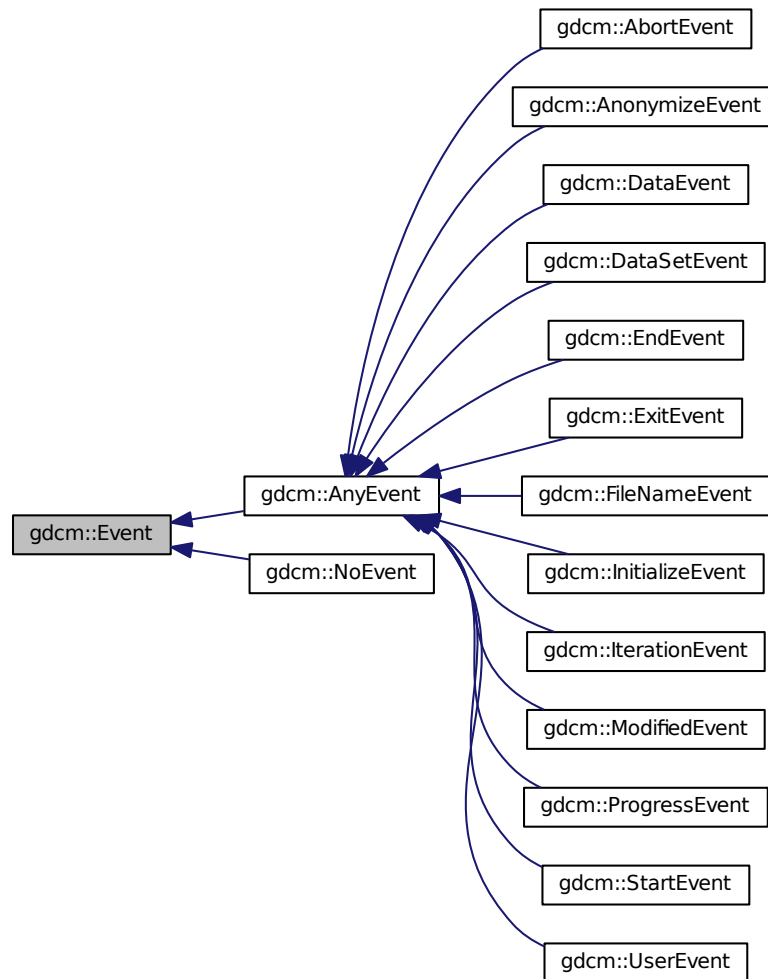 gdcm::AbortEvent
gdcm::AnonymizeEvent
gdcm::DataEvent
gdcm::DataSetEvent
gdcm::EndEvent
gdcm::ExitEvent
gdcm::AnyEvent
gdcm::FileNameEvent
gdcm::Event
gdcm::NoEvent
gdcm::InitializeEvent
gdcm::IterationEvent
gdcm::ModifiedEvent
gdcm::ProgressEvent
gdcm::StartEvent
gdcm::UserEvent